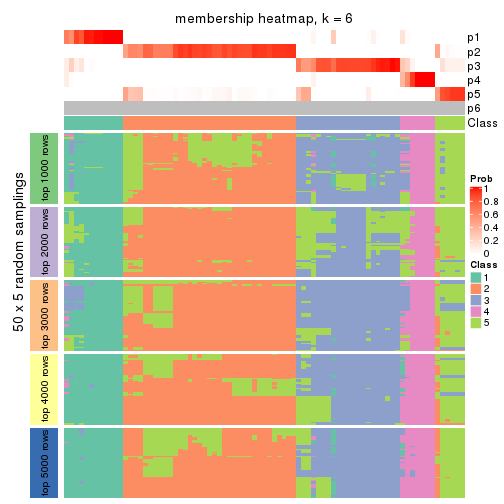 membership heatmap, k = 6
p1
p2
p3
p4
p5
p6
Class
50 x 5 random samplings
top 1000 rows
top 2000 rows
top 3000 rows
top 4000 rows
top 5000 rows
Prob
1
0.8
0.6
0.4
0.2
0
Class
1
2
3
4
5